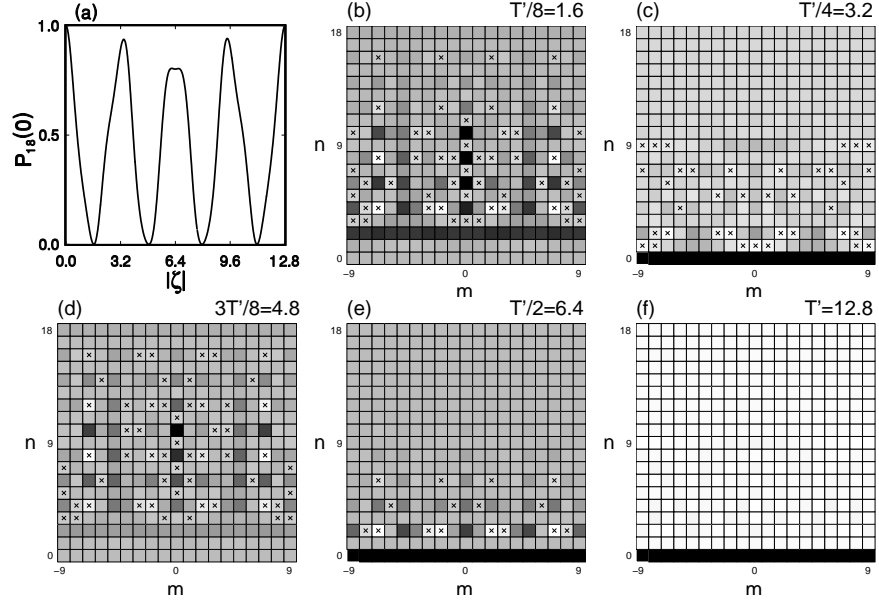 (a)
P18(0)
1.0
0.5
0.0
0.0 3.2 6.4 9.6 12.8
|ζ|
(b) T'/8=1.6
18
n 9
0
−9 0 9
m
(c) T'/4=3.2
18
n 9
0
−9 0 9
m
(d) 3T'/8=4.8
18
n 9
0
−9 0 9
m
(e) T'/2=6.4
18
n 9
0
−9 0 9
m
(f) T'=12.8
18
n 9
0
−9 0 9
m